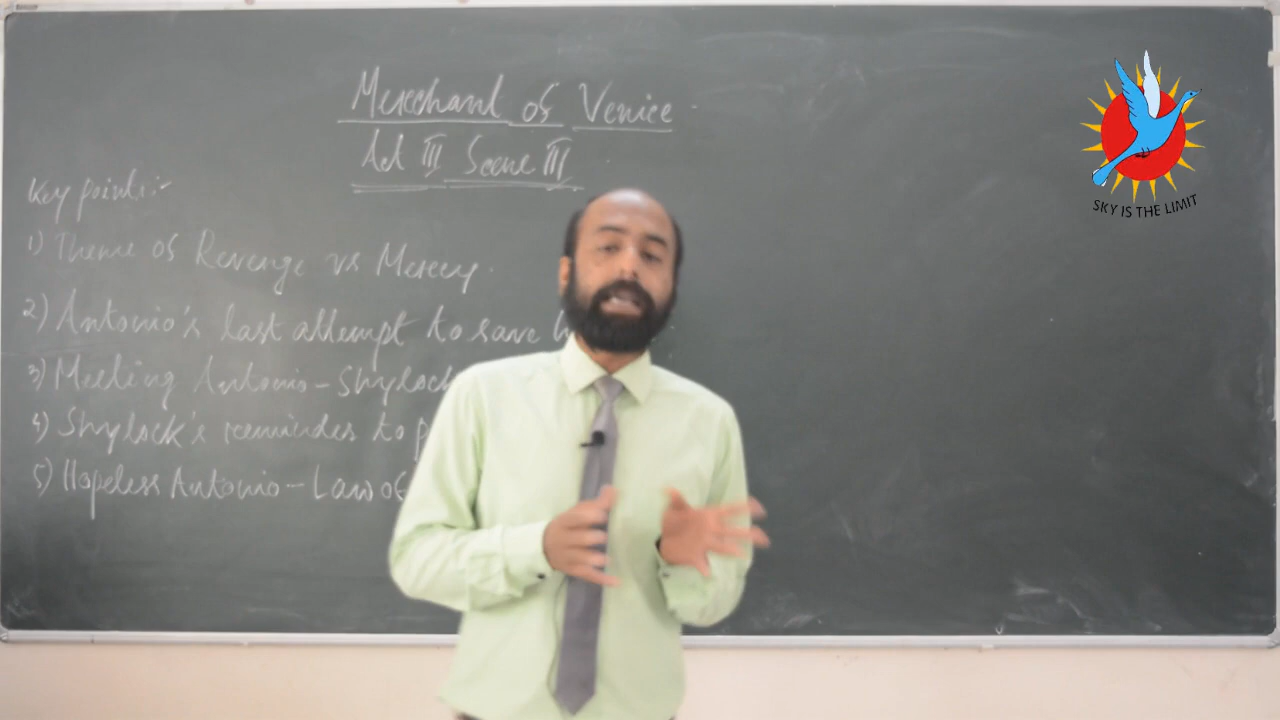 Merchant of Venice
Act III Scene III
Key points:-
1) Theme of Revenge vs Mercy.
2) Antonio's last attempt to save
3) Meeting Antonio-Shylock
4) Shylock's reminder to
5) Hopeless Antonio - Law of
SKY IS THE LIMIT